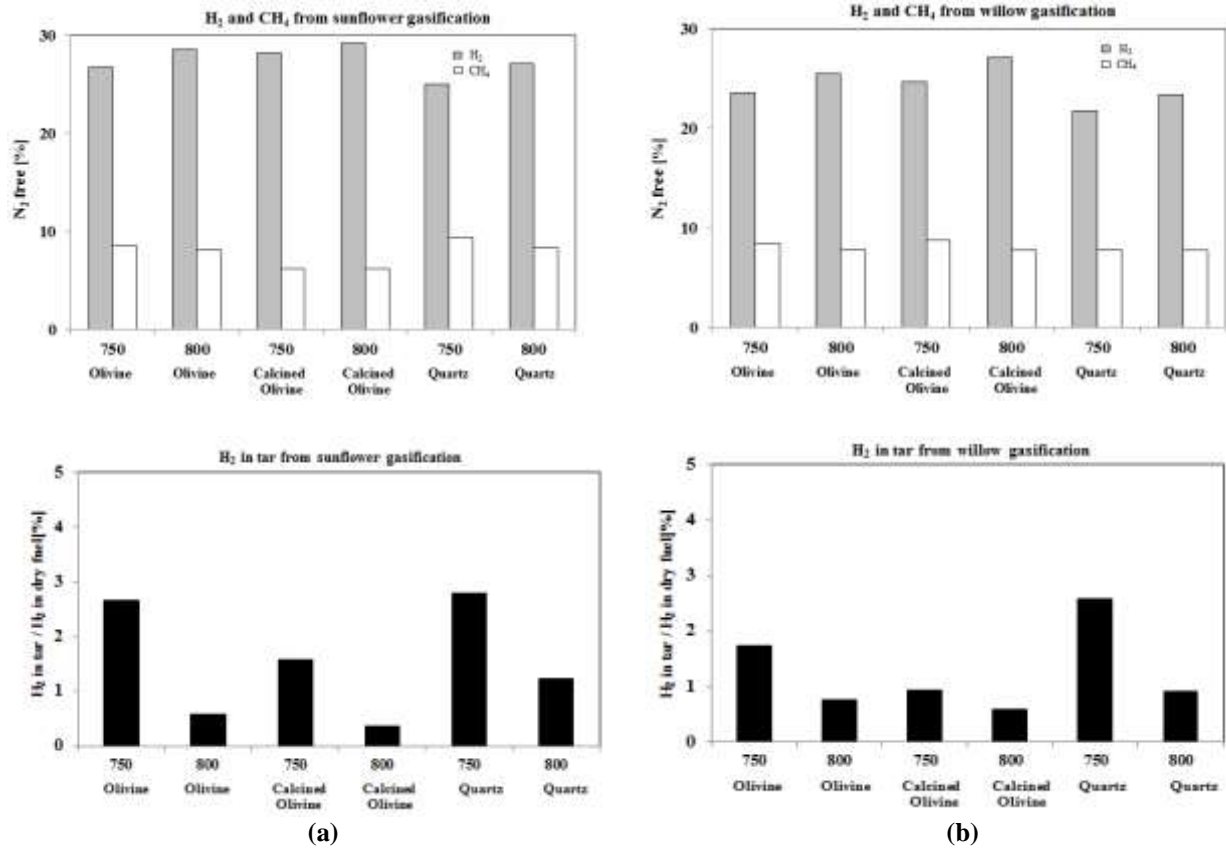 H₂ and CH₄ from sunflower gasification
30
20
10
0
N₂ free [%]
H₂
CH₄
750 800 750 800 750 800
Olivine Olivine Calcined Calcined Quartz Quartz
Olivine Olivine
H₂ and CH₄ from willow gasification
30
20
10
0
N₂ free [%]
H₂
CH₄
750 800 750 800 750 800
Olivine Olivine Calcined Calcined Quartz Quartz
Olivine Olivine
H₂ in tar from sunflower gasification
5
4
3
2
1
0
H₂ in tar / H₂ in dry fuel[%]
750 800 750 800 750 800
Olivine Olivine Calcined Calcined Quartz Quartz
Olivine Olivine
(a)
H₂ in tar from willow gasification
5
4
3
2
1
0
H₂ in tar / H₂ in dry fuel[%]
750 800 750 800 750 800
Olivine Olivine Calcined Calcined Quartz Quartz
Olivine Olivine
(b)